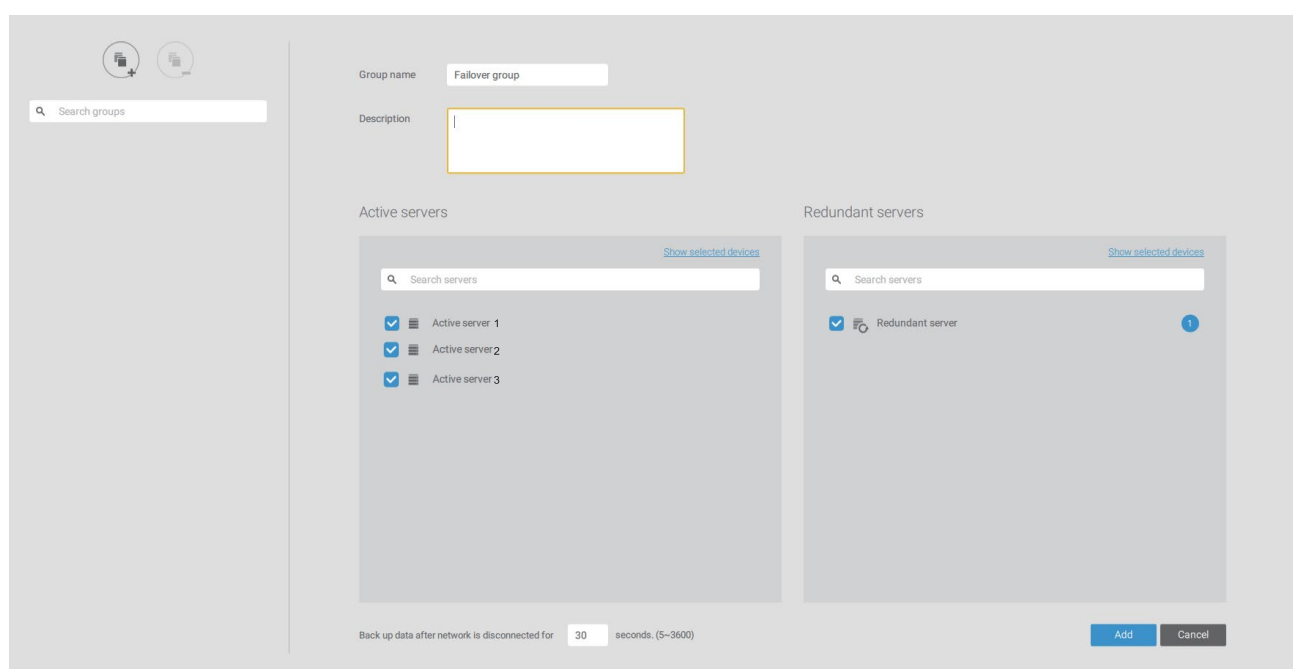 Search groups
Group name Failover group
Description
Active servers
Show selected devices
Search servers
Active server 1
Active server 2
Active server 3
Redundant servers
Show selected devices
Search servers
Redundant server 1
Back up data after network is disconnected for 30 seconds. (5~3600)
Add Cancel